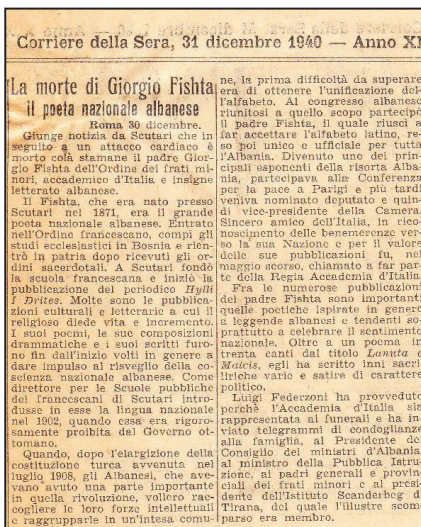 Corriere della Sera, 31 dicembre 1940 — Anno XI
La morte di Giorgio Fishta
il poeta nazionale albanese
Roma 30 dicembre.
Giunge notizia da Scutari che in
seguito a un attacco cardiaco è
morto colà stamane il padre Gior-
gio Fishta dell'Ordine dei frati mi-
nori, accademico d'Italia e insigne
letterato albanese.
Il Fishta, che era nato presso
Scutari nel 1871, era il grande
poeta nazionale albanese. Entrato
nell'Ordine francescano, compì gli
studi ecclesiastici in Bosnia e rien-
trò in patria dopo ricevuti gli or-
dini sacerdotali. A Scutari fondò
la scuola francescana e iniziò la
pubblicazione del periodico Hylli
I Drites. Molte sono le pubblica-
zioni culturali e letterarie a cui il
religioso diede vita e incremento.
I suoi poemi, le sue composizioni
drammatiche e i suoi scritti furo-
no fin dall'inizio volti in genere a
dare impulso al risveglio della co-
scienza nazionale albanese. Come
direttore per le Scuole pubbliche
dei francescani di Scutari intro-
dusse in esse la lingua nazionale
nel 1902, quando essa era rigoro-
samente proibita dal Governo ot-
tomano.
Quando, dopo l'elargizione della
costituzione turca avvenuta nel
luglio 1908, gli Albanesi, che ave-
vano avuto una parte importante
in quella rivoluzione, vollero rac-
cogliere le loro forze intellettuali
e raggrupparle in un'intesa comu-
ne, la prima difficoltà da superare
era di ottenere l'unificazione del-
l'alfabeto. Al congresso albanese
riunitosi a quello scopo partecipò
il padre Fishta, il quale riuscì a
far accettare l'alfabeto latino, re-
so poi unico e ufficiale per tutta
l'Albania. Divenuto uno dei prin-
cipali esponenti della risorta Alba-
nia, partecipava alle Conferenze
per la pace a Parigi e più tardi
veniva nominato deputato e quin-
di vice-presidente della Camera.
Sincero amico dell'Italia, in rico-
noscimento delle benemerenze ver-
so la sua Nazione e per il valore
delle sue pubblicazioni fu, nel
maggio scorso, chiamato a far par-
te della Regia Accademia d'Italia.
Fra le numerose pubblicazioni
del padre Fishta sono importanti
quelle poetiche ispirate in genere
a leggende albanesi e tendenti so-
prattutto a celebrare il sentimento
nazionale. Oltre a un poema in
trenta canti dal titolo Lanuta e
Malcis, egli ha scritto inni sacri
liriche varie e satire di carattere
politico.
Luigi Federzoni ha provveduto
perchè l'Accademia d'Italia sia
rappresentata ai funerali e ha in-
viato telegrammi di condoglianze
alla famiglia, al Presidente del
Consiglio dei ministri d'Albania
al ministro della Pubblica Istru-
zione, ai padri generali e provin-
ciali dei frati minori e al presi-
dente dell'Istituto Scanderbeg di
Tirana, del quale l'illustre scom-
parso era membro.